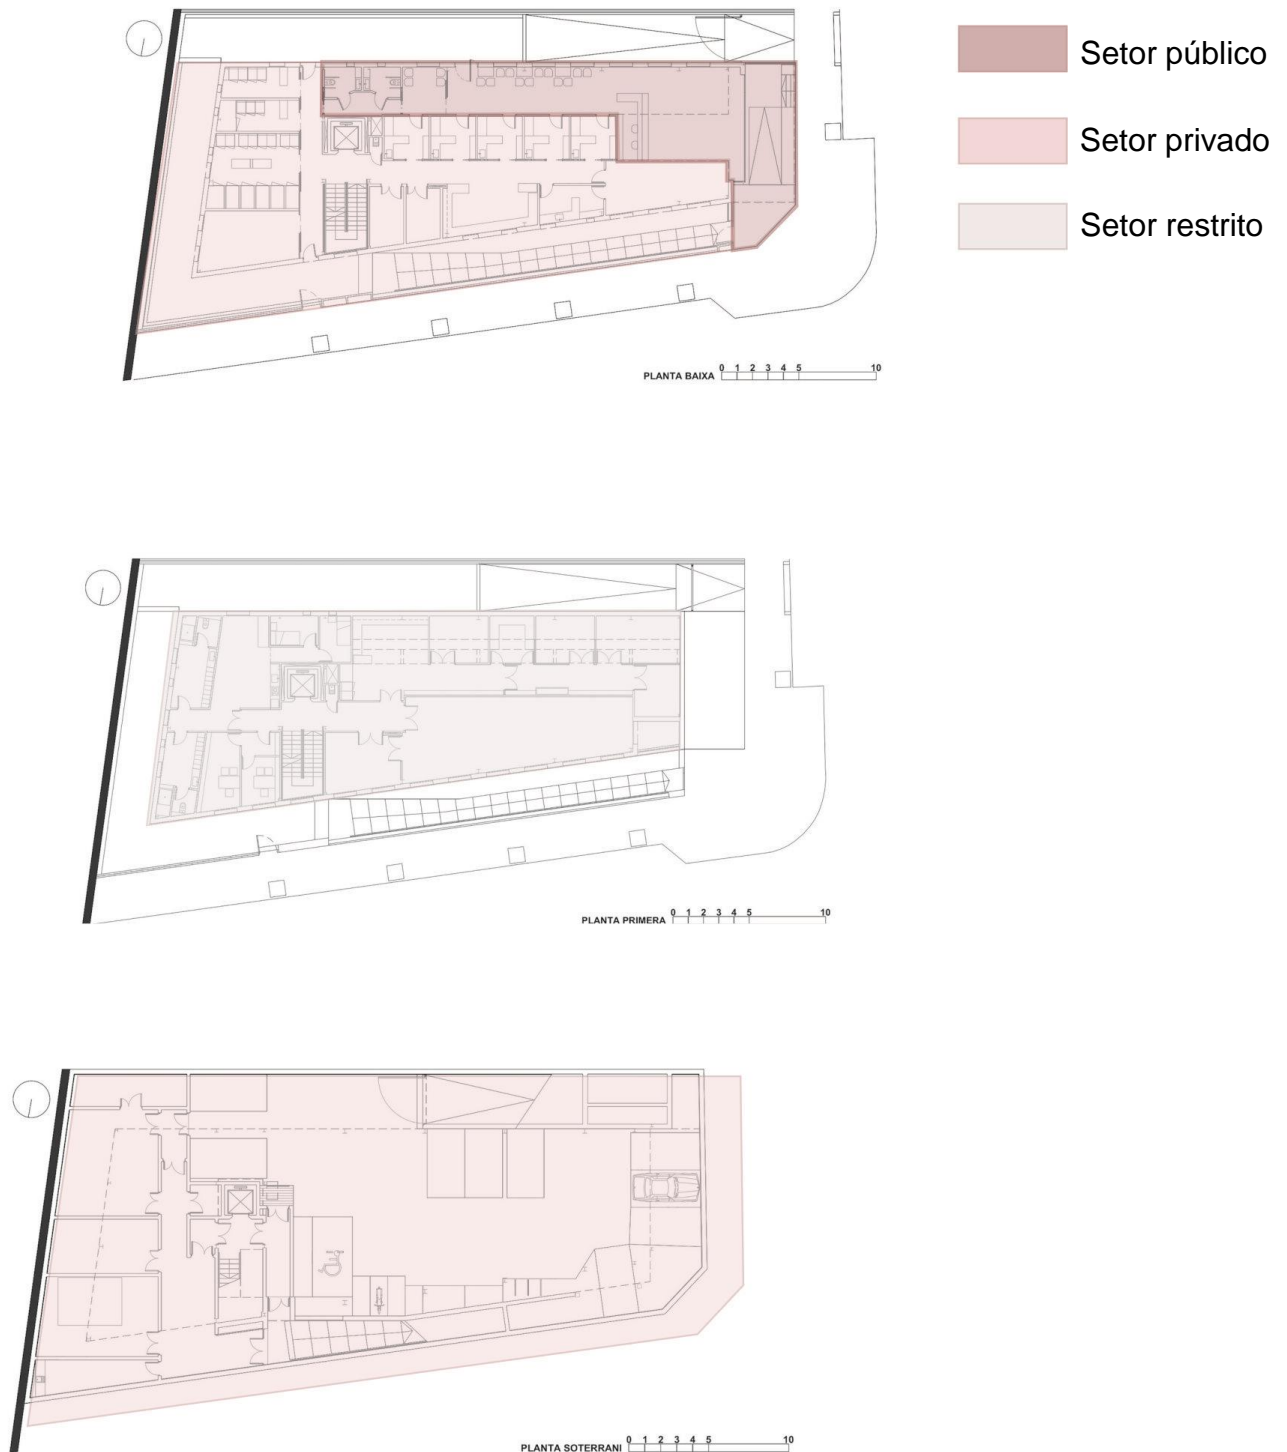 Setor público
Setor privado
Setor restrito
PLANTA BAIXA 0 1 2 3 4 5 10
PLANTA PRIMERA 0 1 2 3 4 5 10
PLANTA SOTERRANI 0 1 2 3 4 5 10